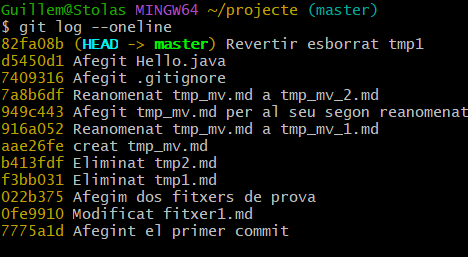 Guillem@Stolas MINGW64 ~/projecte (master)
$ git log --oneline
82fa08b (HEAD -> master) Revertir esborrat tmp1
d5450d1 Afegit Hello.java
7409316 Afegit .gitignore
7a8b6df Reanomenat tmp_mv.md a tmp_mv_2.md
949c443 Afegit tmp_mv.md per al seu segon reanomenat
916a052 Reanomenat tmp_mv.md a tmp_mv_1.md
aae26fe creat tmp_mv.md
b413fdf Eliminat tmp2.md
f3bb031 Eliminat tmp1.md
022b375 Afegim dos fitxers de prova
0fe9910 Modificat fitxer1.md
7775a1d Afegint el primer commit